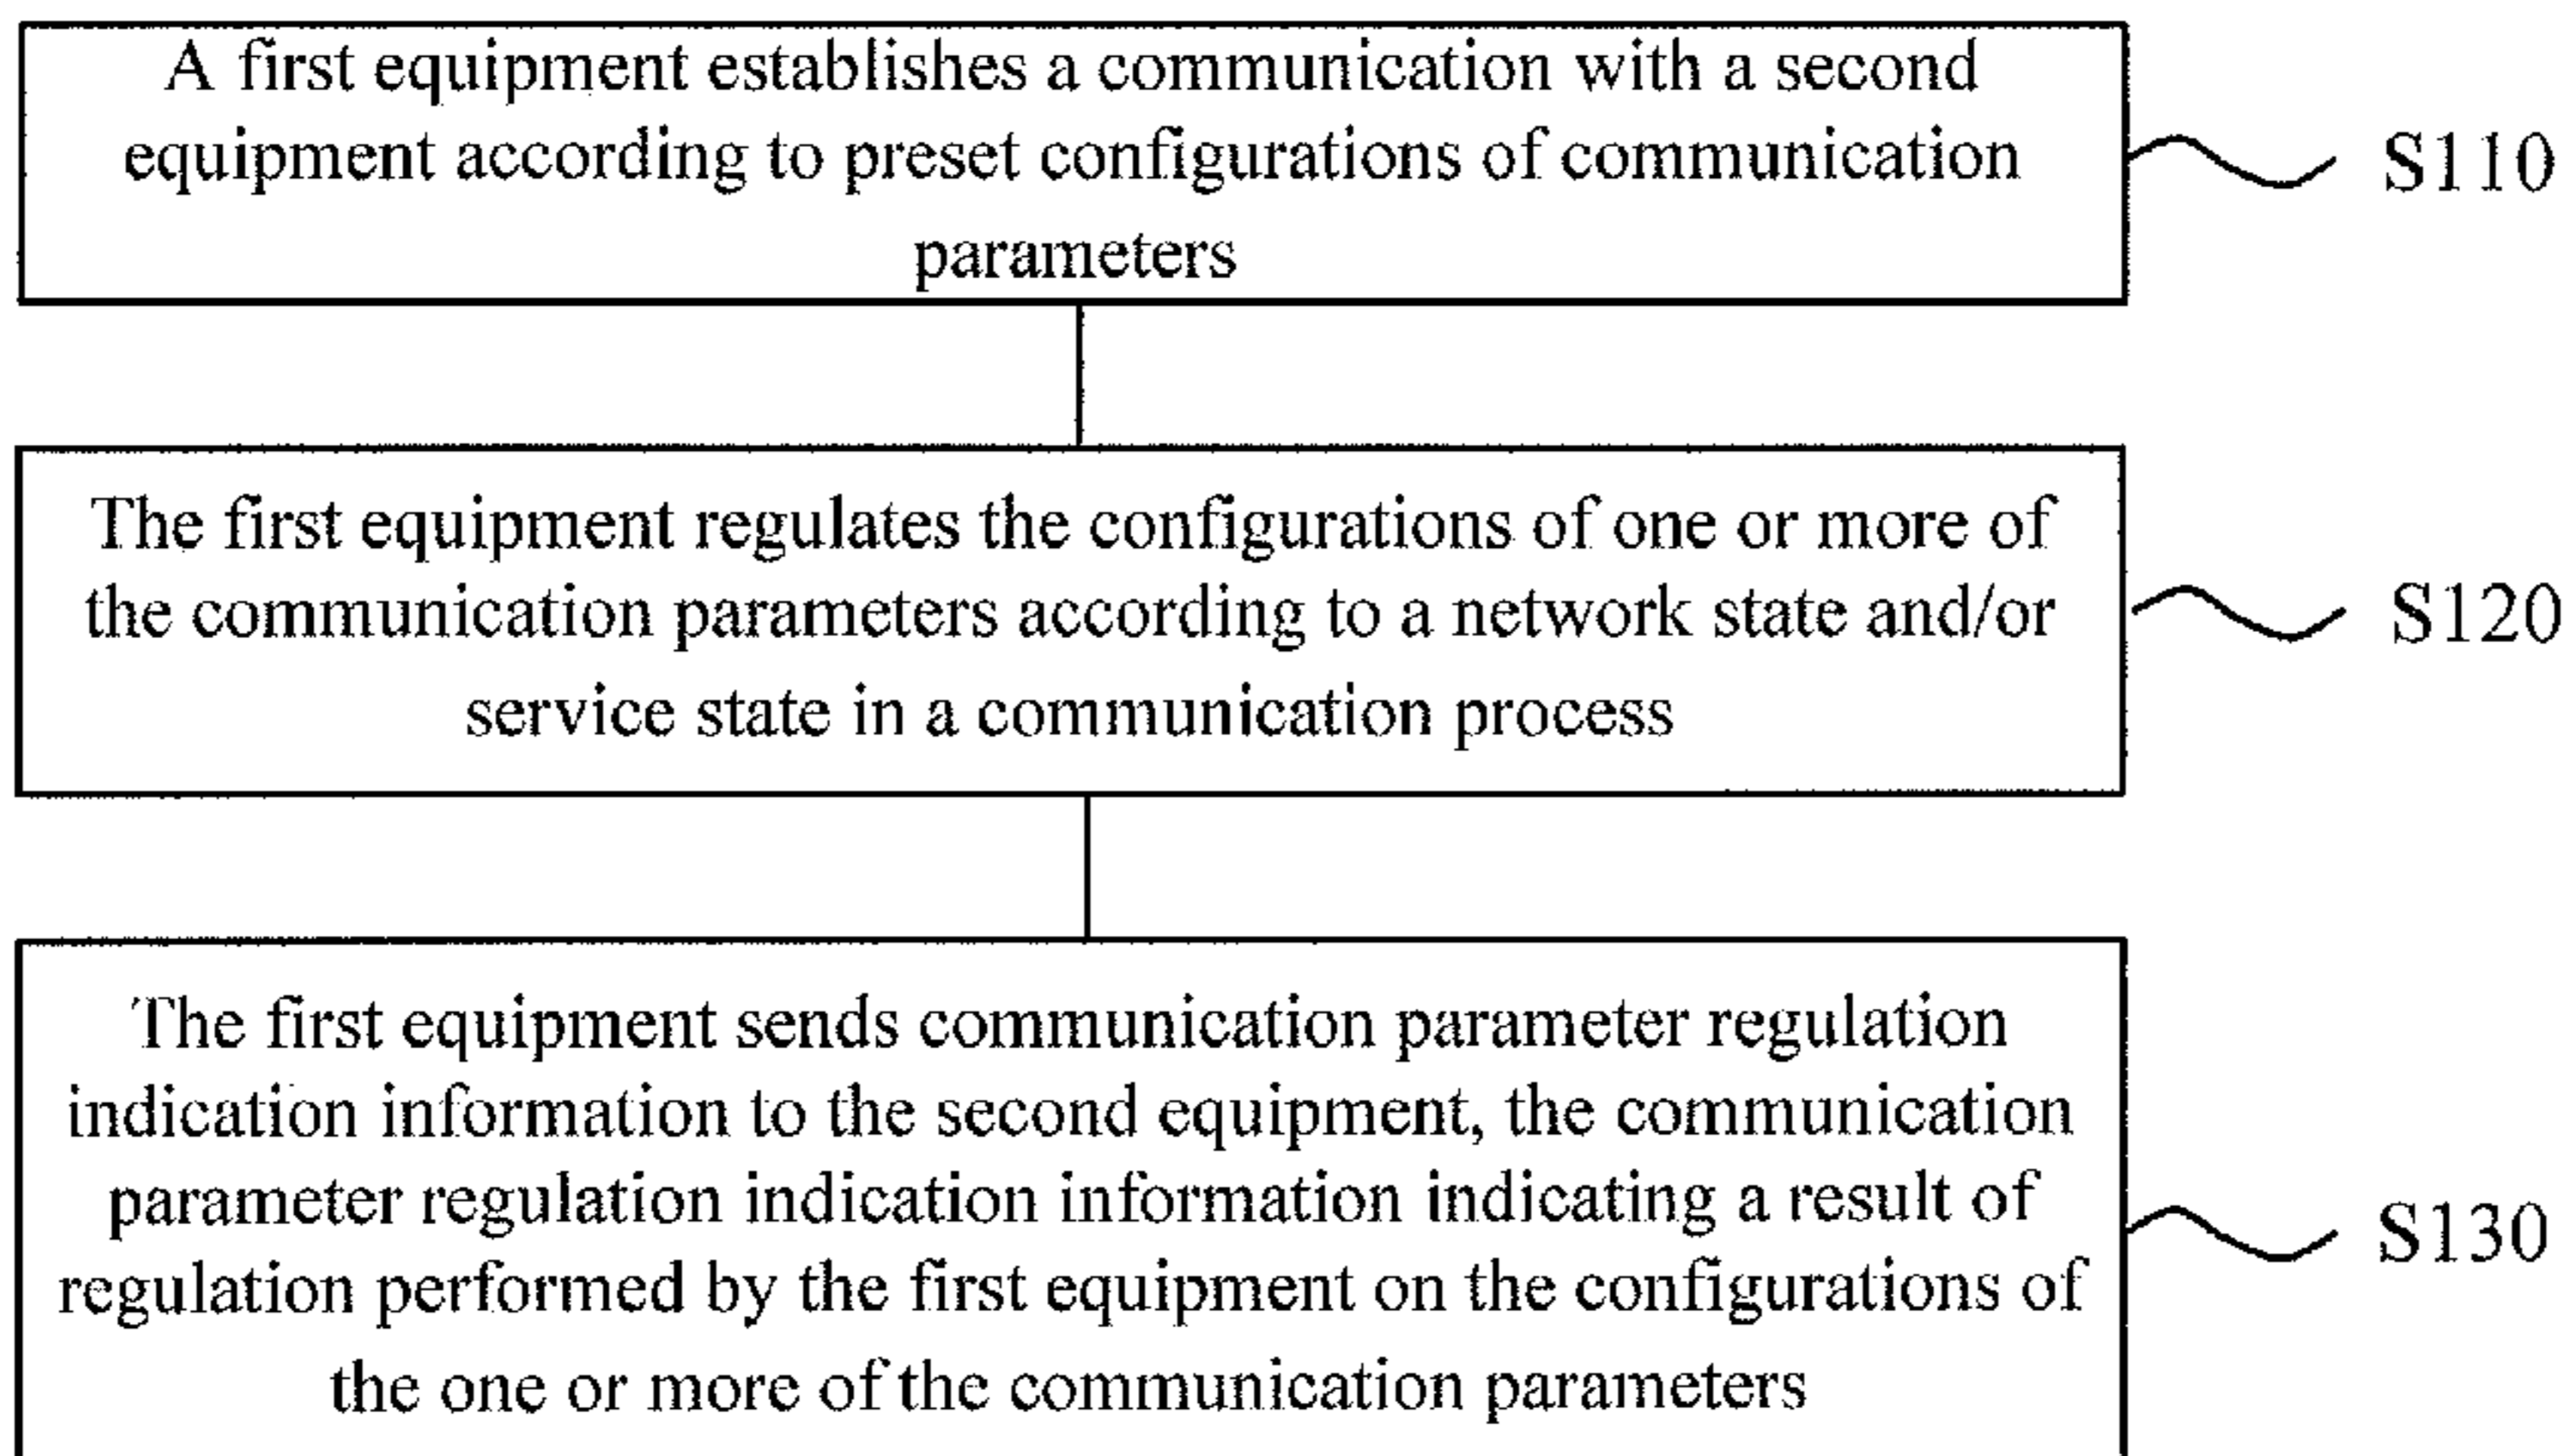 A first equipment establishes a communication with a second
equipment according to preset configurations of communication
parameters
S110
The first equipment regulates the configurations of one or more of
the communication parameters according to a network state and/or
service state in a communication process
S120
The first equipment sends communication parameter regulation
indication information to the second equipment, the communication
parameter regulation indication information indicating a result of
regulation performed by the first equipment on the configurations of
the one or more of the communication parameters
S130